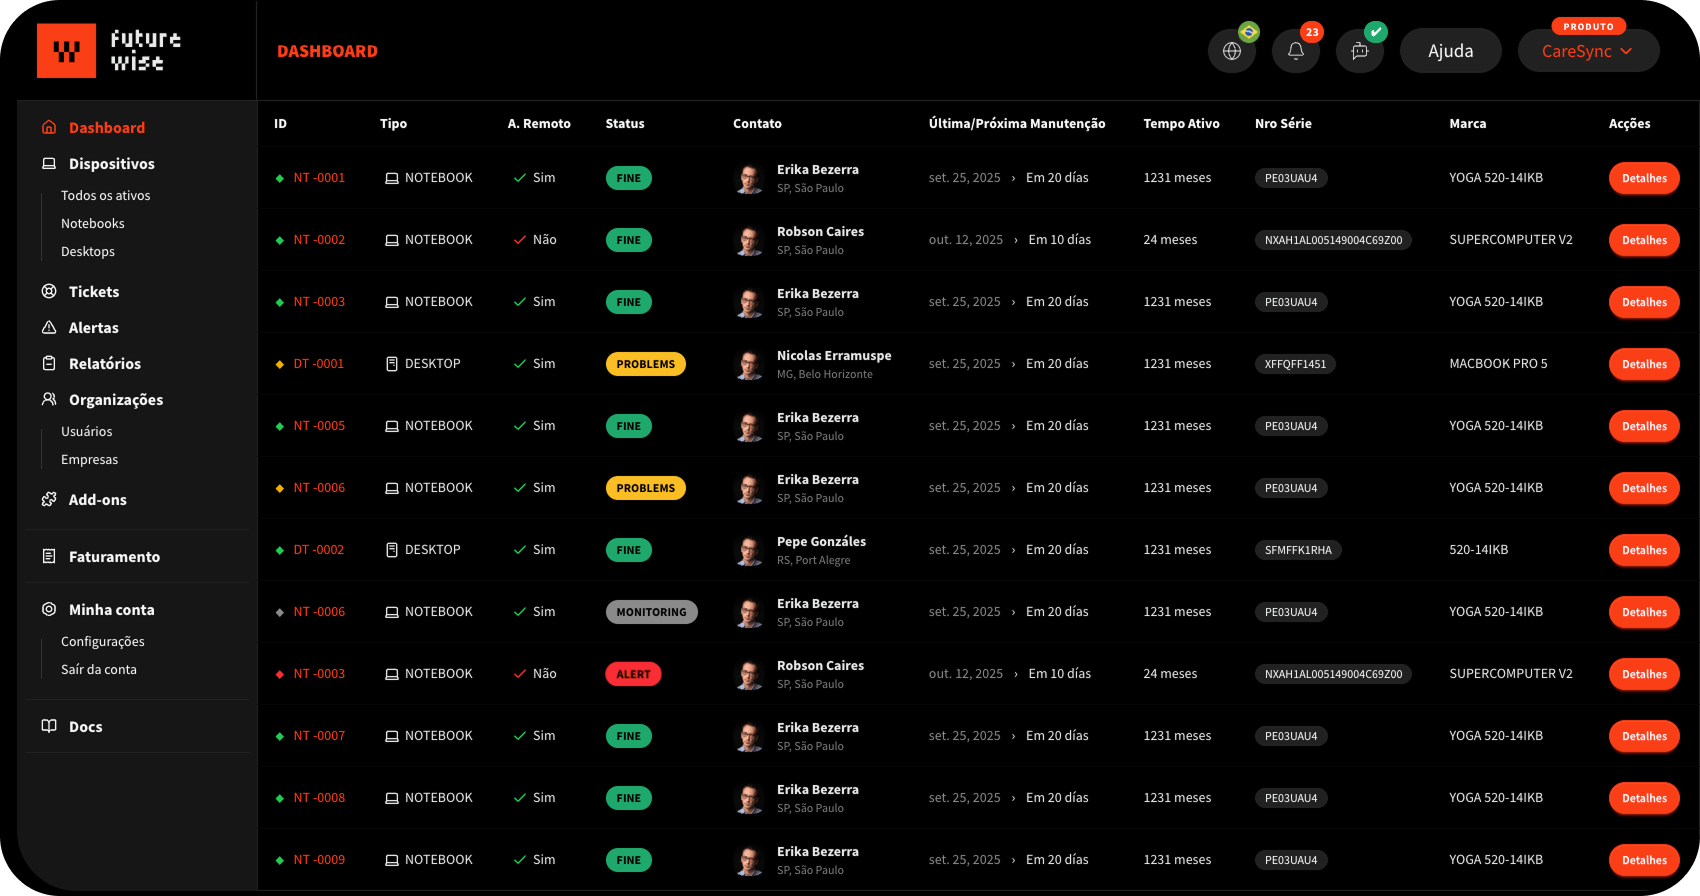 future
wise
DASHBOARD
23
Ajuda
PRODUTO
CareSync
Dashboard
Dispositivos
Todos os ativos
Notebooks
Desktops
Tickets
Alertas
Relatórios
Organizações
Usuários
Empresas
Add-ons
Faturamento
Minha conta
Configurações
Saír da conta
Docs
ID Tipo A. Remoto Status Contato Última/Próxima Manutenção Tempo Ativo Nro Série Marca Acções
NT -0001 NOTEBOOK Sim FINE Erika Bezerra SP, São Paulo set. 25, 2025 › Em 20 días 1231 meses PE03UAU4 YOGA 520-14IKB Detalhes
NT -0002 NOTEBOOK Não FINE Robson Caires SP, São Paulo out. 12, 2025 › Em 10 días 24 meses NXAH1AL005149004C69Z00 SUPERCOMPUTER V2 Detalhes
NT -0003 NOTEBOOK Sim FINE Erika Bezerra SP, São Paulo set. 25, 2025 › Em 20 días 1231 meses PE03UAU4 YOGA 520-14IKB Detalhes
DT -0001 DESKTOP Sim PROBLEMS Nicolas Erramuspe MG, Belo Horizonte set. 25, 2025 › Em 20 días 1231 meses XFFQFF1451 MACBOOK PRO 5 Detalhes
NT -0005 NOTEBOOK Sim FINE Erika Bezerra SP, São Paulo set. 25, 2025 › Em 20 días 1231 meses PE03UAU4 YOGA 520-14IKB Detalhes
NT -0006 NOTEBOOK Sim PROBLEMS Erika Bezerra SP, São Paulo set. 25, 2025 › Em 20 días 1231 meses PE03UAU4 YOGA 520-14IKB Detalhes
DT -0002 DESKTOP Sim FINE Pepe Gonzáles RS, Port Alegre set. 25, 2025 › Em 20 días 1231 meses SFMFFK1RHA 520-14IKB Detalhes
NT -0006 NOTEBOOK Sim MONITORING Erika Bezerra SP, São Paulo set. 25, 2025 › Em 20 días 1231 meses PE03UAU4 YOGA 520-14IKB Detalhes
NT -0003 NOTEBOOK Não ALERT Robson Caires SP, São Paulo out. 12, 2025 › Em 10 días 24 meses NXAH1AL005149004C69Z00 SUPERCOMPUTER V2 Detalhes
NT -0007 NOTEBOOK Sim FINE Erika Bezerra SP, São Paulo set. 25, 2025 › Em 20 días 1231 meses PE03UAU4 YOGA 520-14IKB Detalhes
NT -0008 NOTEBOOK Sim FINE Erika Bezerra SP, São Paulo set. 25, 2025 › Em 20 días 1231 meses PE03UAU4 YOGA 520-14IKB Detalhes
NT -0009 NOTEBOOK Sim FINE Erika Bezerra SP, São Paulo set. 25, 2025 › Em 20 días 1231 meses PE03UAU4 YOGA 520-14IKB Detalhes